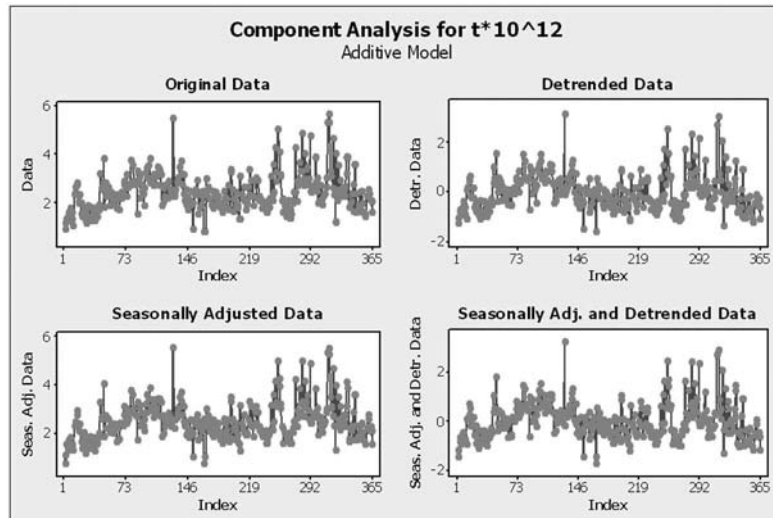 Component Analysis for t*10^12
Additive Model
Original Data
Detrended Data
6
4
2
Data
1 73 146 219 292 365
Index
2
0
-2
Detr. Data
1 73 146 219 292 365
Index
Seasonally Adjusted Data
Seasonally Adj. and Detrended Data
6
4
2
Seas. Adj. Data
1 73 146 219 292 365
Index
2
0
-2
Seas. Adj. and Detr. Data
1 73 146 219 292 365
Index